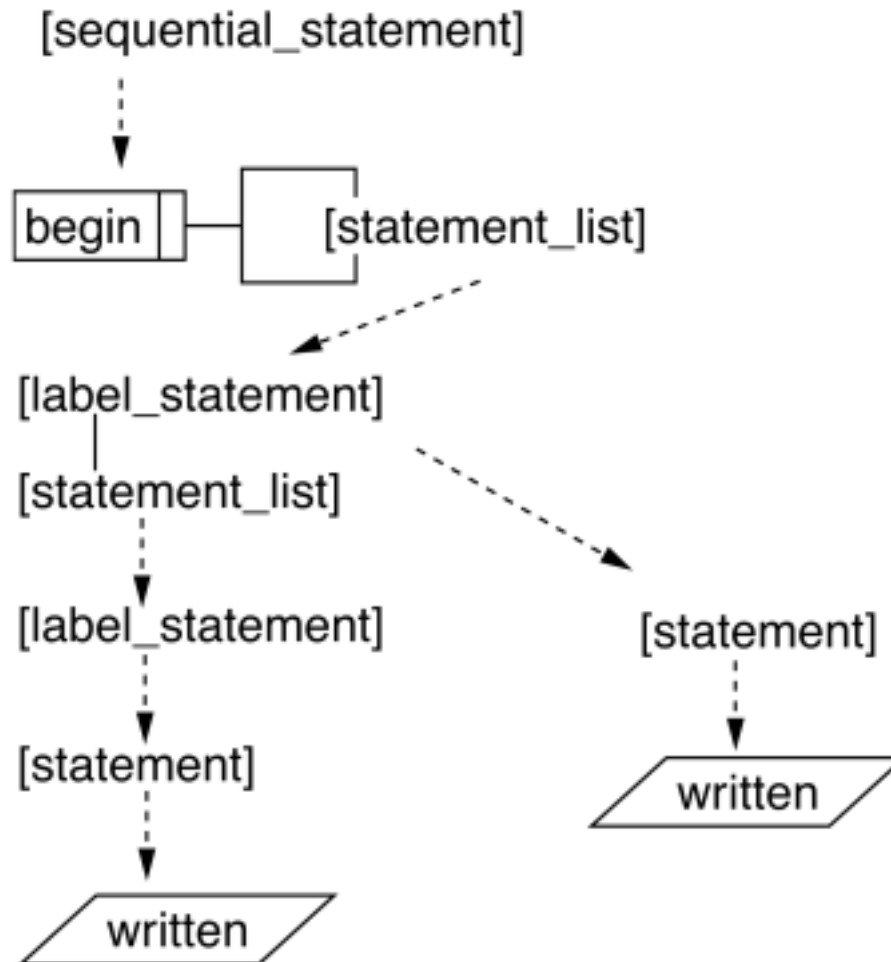 [sequential_statement]
begin
[statement_list]
[label_statement]
[statement_list]
[label_statement]
[statement]
[statement]
written
written